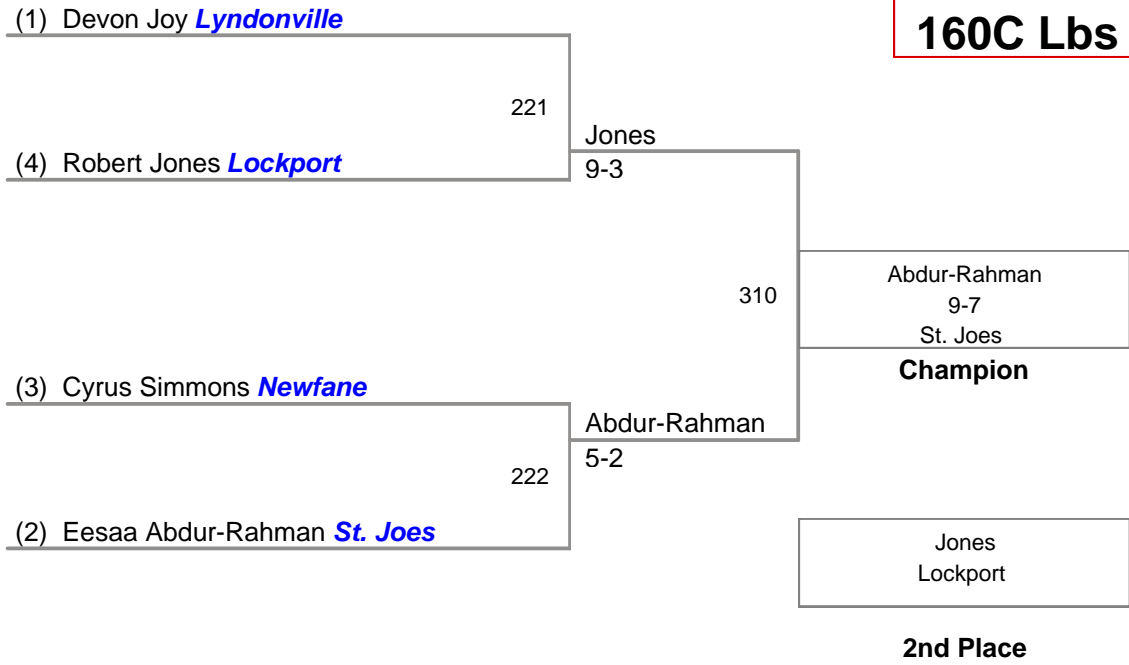 (1) Devon Joy Lyndonville
160C Lbs
221
Jones
(4) Robert Jones Lockport
9-3
310
Abdur-Rahman
9-7
St. Joes
Champion
(3) Cyrus Simmons Newfane
Abdur-Rahman
5-2
222
(2) Eesaa Abdur-Rahman St. Joes
Jones
Lockport
2nd Place